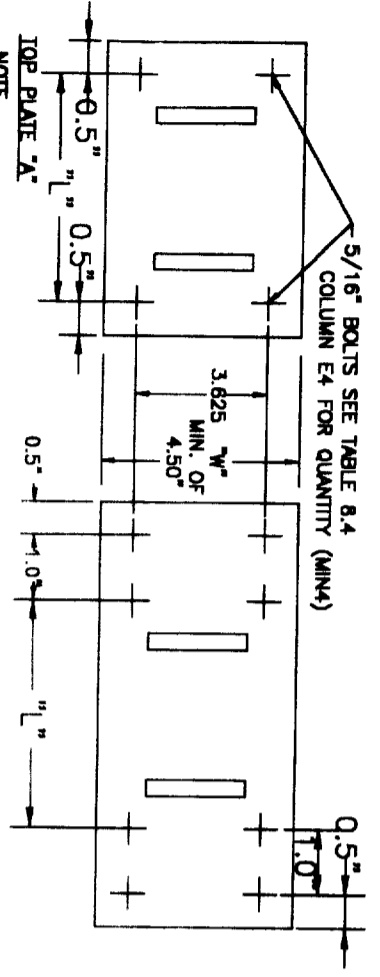 5/16" BOLTS SEE TABLE 8.4
COLUMN E4 FOR QUANTITY (MIN4)
0.5"
"L"
0.5"
TOP PLATE "A"
NOTE
3.625
"W"
MIN. OF
4.50"
0.5"
1.0"
"L"
0.5"
1.0"